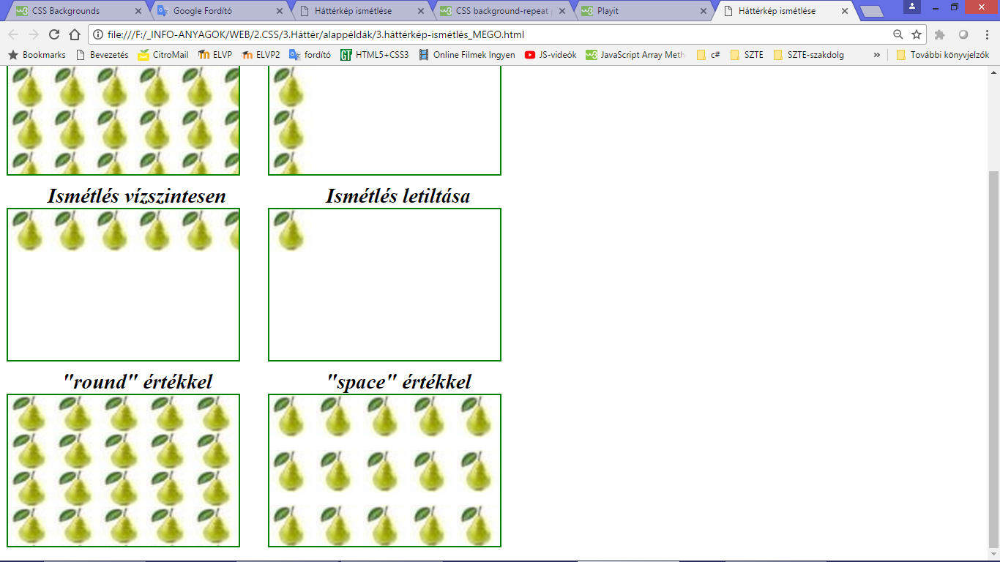 CSS Backgrounds
Google Fordító
Háttérkép ismétlése
CSS background-repeat
Playit
Háttérkép ismétlése
file:///F:/_INFO-ANYAGOK/WEB/2.CSS/3.Háttér/alappéldák/3.háttérkép-ismétlés_MEGO.html
Bookmarks Bevezetés CitroMail ELVP ELVP2 fordító HTML5+CSS3 Online Filmek Ingyen JS-videók JavaScript Array Meth c# SZTE SZTE-szakdolg » További könyvjelzők
Ismétlés vízszintesen
Ismétlés letiltása
"round" értékkel
"space" értékkel